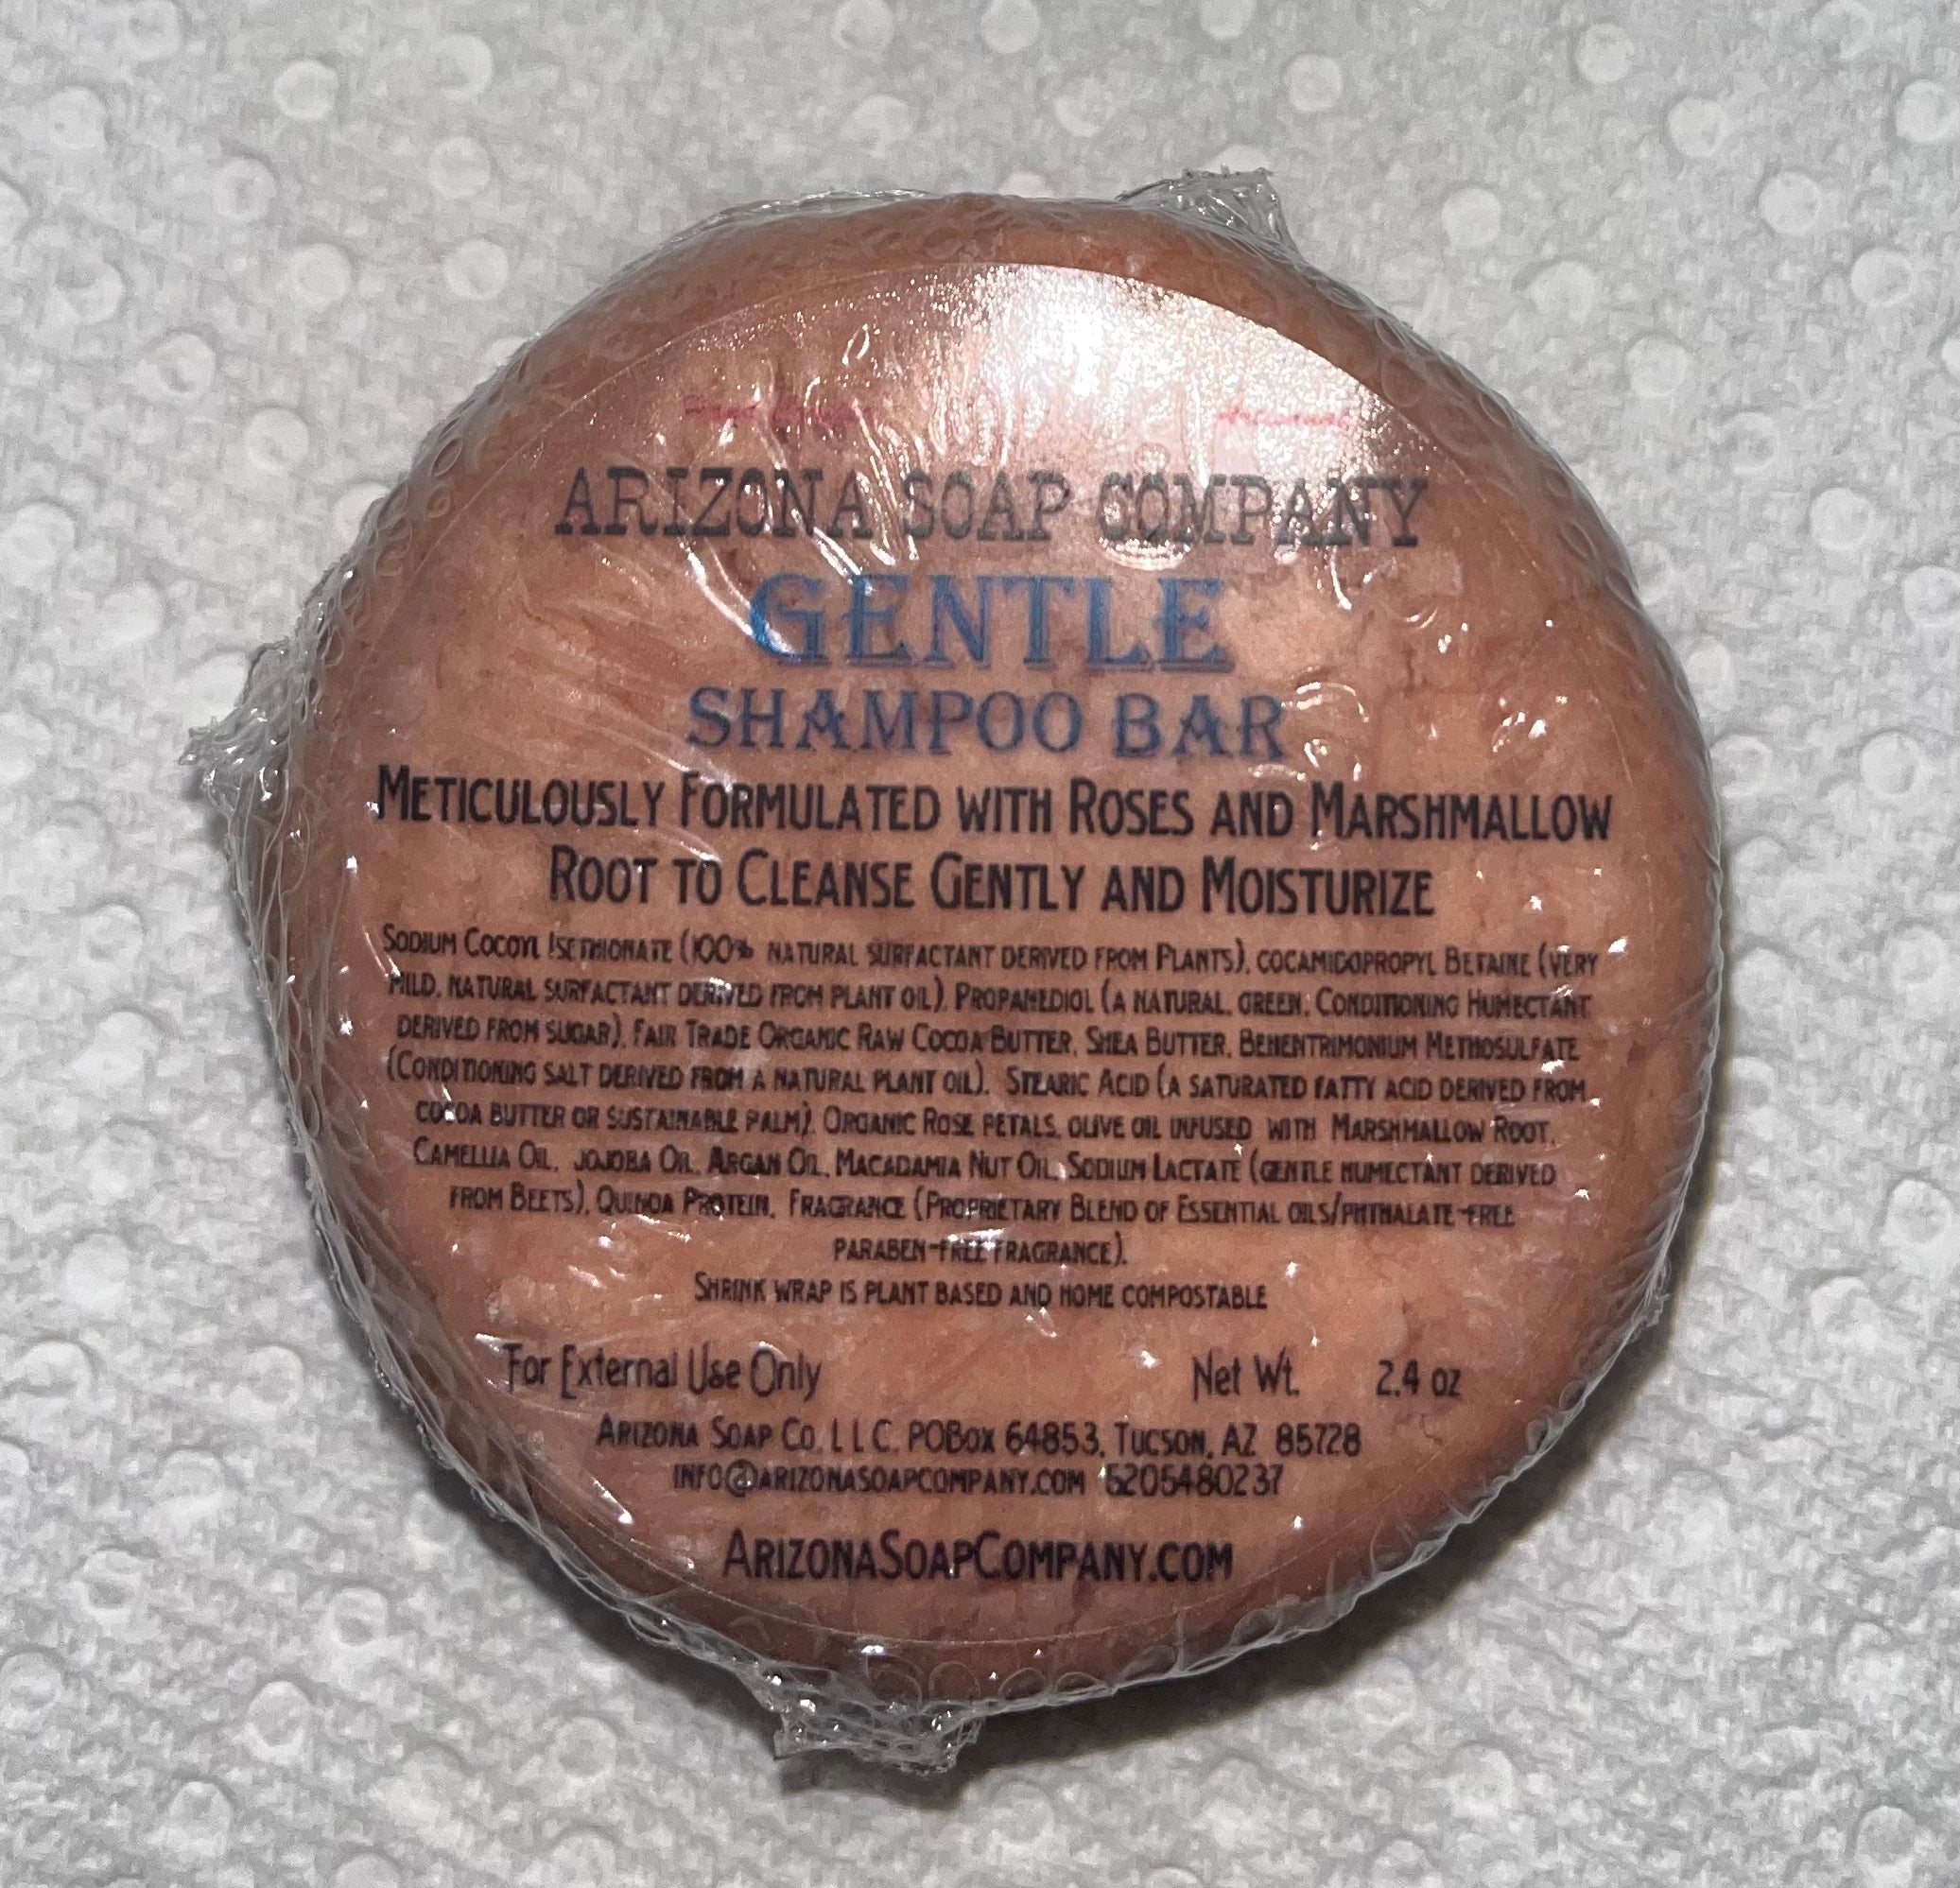 ARIZONA SOAP COMPANY
GENTLE
SHAMPOO BAR
METICULOUSLY FORMULATED WITH ROSES AND MARSHMALLOW
ROOT TO CLEANSE GENTLY AND MOISTURIZE
SODIUM COCOYL ISETHIONATE (100% NATURAL SURFACTANT DERIVED FROM PLANTS), COCAMIDOPROPYL BETAINE (VERY
MILD, NATURAL SURFACTANT DERIVED FROM PLANT OIL), PROPANEDIOL (A NATURAL, GREEN, CONDITIONING HUMECTANT
DERIVED FROM SUGAR), FAIR TRADE ORGANIC RAW COCOA BUTTER, SHEA BUTTER, BEHENTRIMONIUM METHOSULFATE
(CONDITIONING SALT DERIVED FROM A NATURAL PLANT OIL), STEARIC ACID (A SATURATED FATTY ACID DERIVED FROM
COCOA BUTTER OR SUSTAINABLE PALM), ORGANIC ROSE PETALS, OLIVE OIL INFUSED WITH MARSHMALLOW ROOT,
CAMELLIA OIL, JOJOBA OIL, ARGAN OIL, MACADAMIA NUT OIL, SODIUM LACTATE (GENTLE HUMECTANT DERIVED
FROM BEETS), QUINOA PROTEIN, FRAGRANCE (PROPRIETARY BLEND OF ESSENTIAL OILS/PHTHALATE-FREE
PARABEN-FREE FRAGRANCE).
SHRINK WRAP IS PLANT BASED AND HOME COMPOSTABLE
For External Use Only Net Wt. 2.4 oz
ARIZONA SOAP CO. L L C. POBOX 64853, TUCSON, AZ 85728
INFO@ARIZONASOAPCOMPANY.COM 5205480237
ARIZONASOAPCOMPANY.COM